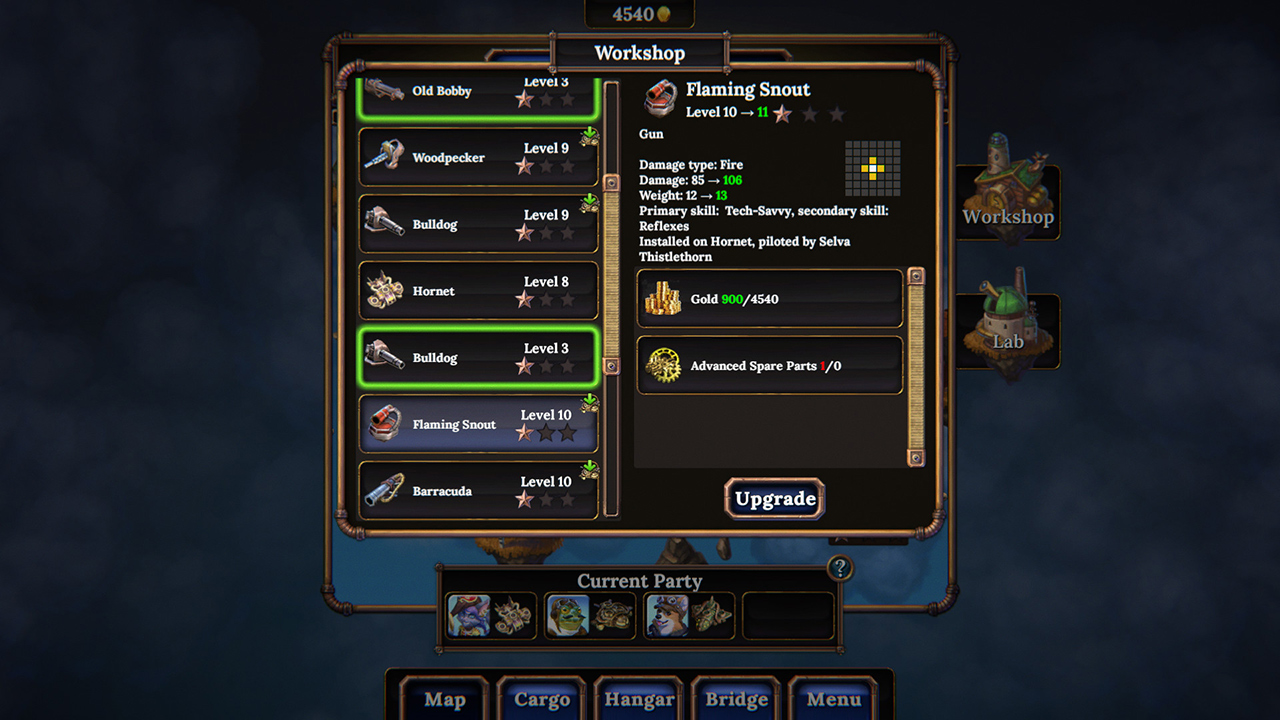 4540
Workshop
Old Bobby
Level 3
Woodpecker
Level 9
Bulldog
Level 9
Hornet
Level 8
Bulldog
Level 3
Flaming Snout
Level 10
Barracuda
Level 10
Flaming Snout
Level 10 → 11
Gun
Damage type: Fire
Damage: 85 → 106
Weight: 12 → 13
Primary skill: Tech-Savvy, secondary skill:
Reflexes
Installed on Hornet, piloted by Selva
Thistlethorn
Gold 900/4540
Advanced Spare Parts 1/0
Upgrade
Workshop
Lab
Current Party
?
Map
Cargo
Hangar
Bridge
Menu